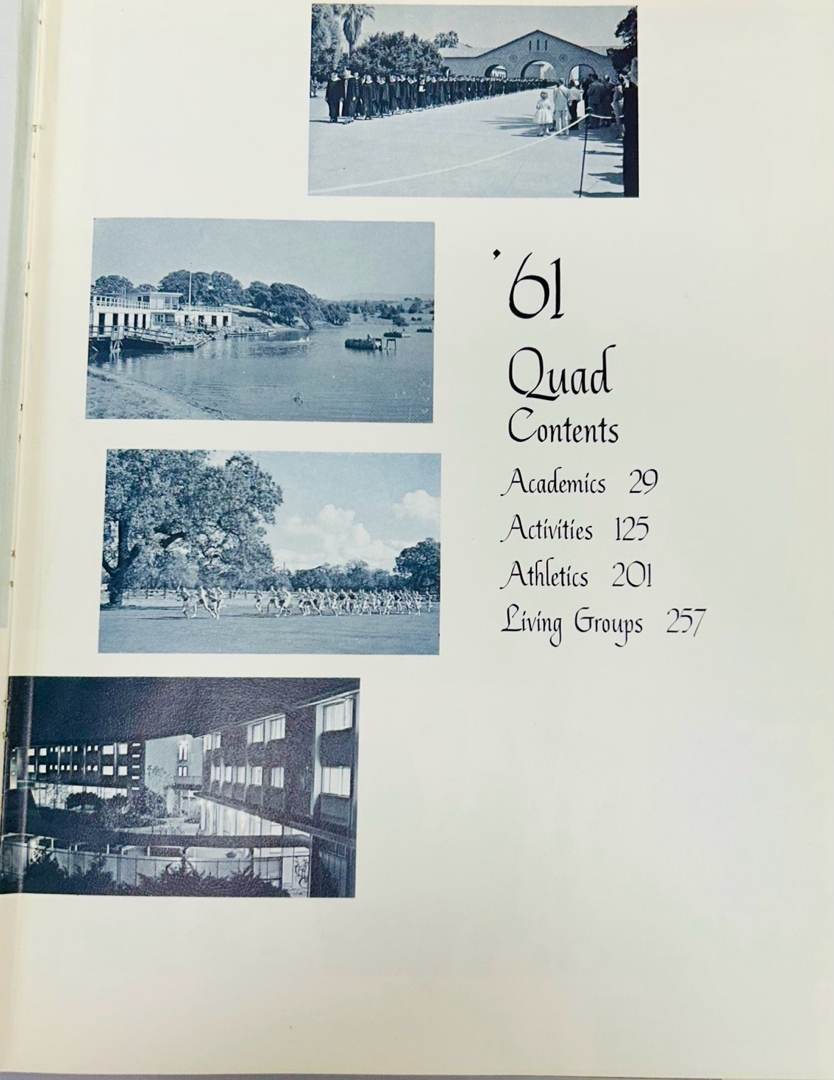 '61
Quad
Contents
Academics 29
Activities 125
Athletics 201
Living Groups 257